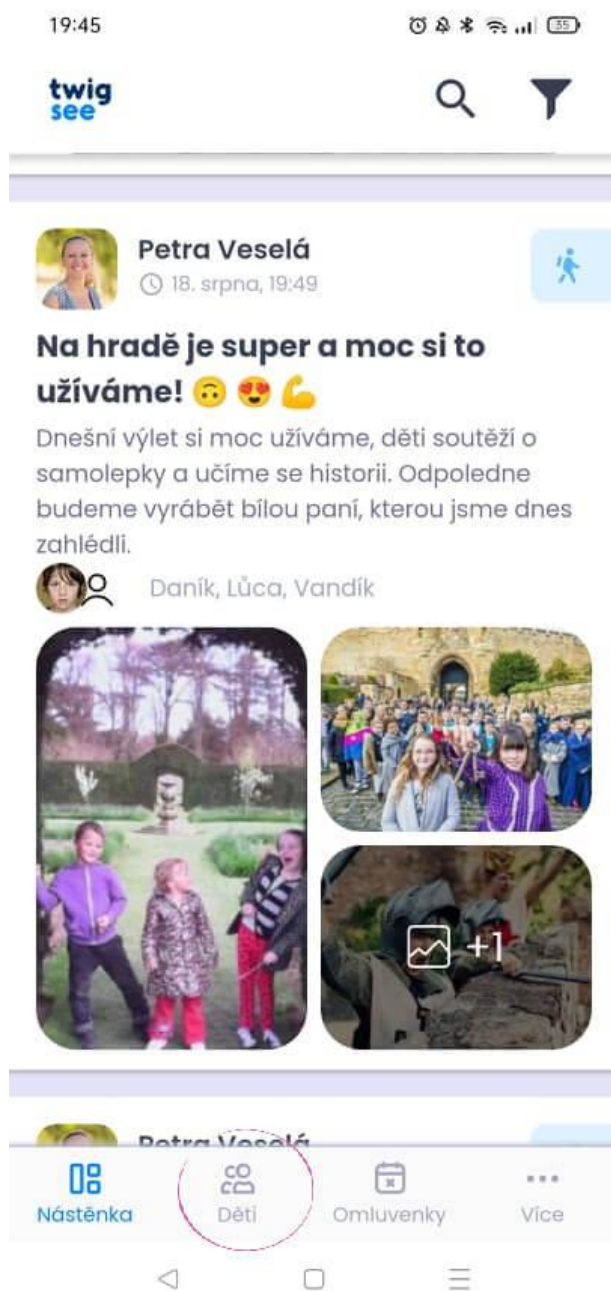 19:45
35
twig
see
Petra Veselá
18. srpna, 19:49
Na hradě je super a moc si to
užíváme! 🙃 😍 💪
Dnešní výlet si moc užíváme, děti soutěží o
samolepky a učíme se historii. Odpoledne
budeme vyrábět bílou paní, kterou jsme dnes
zahlédli.
Daník, Lůca, Vandík
+1
Petra Veselá
Nástěnka
Děti
Omluvenky
Více